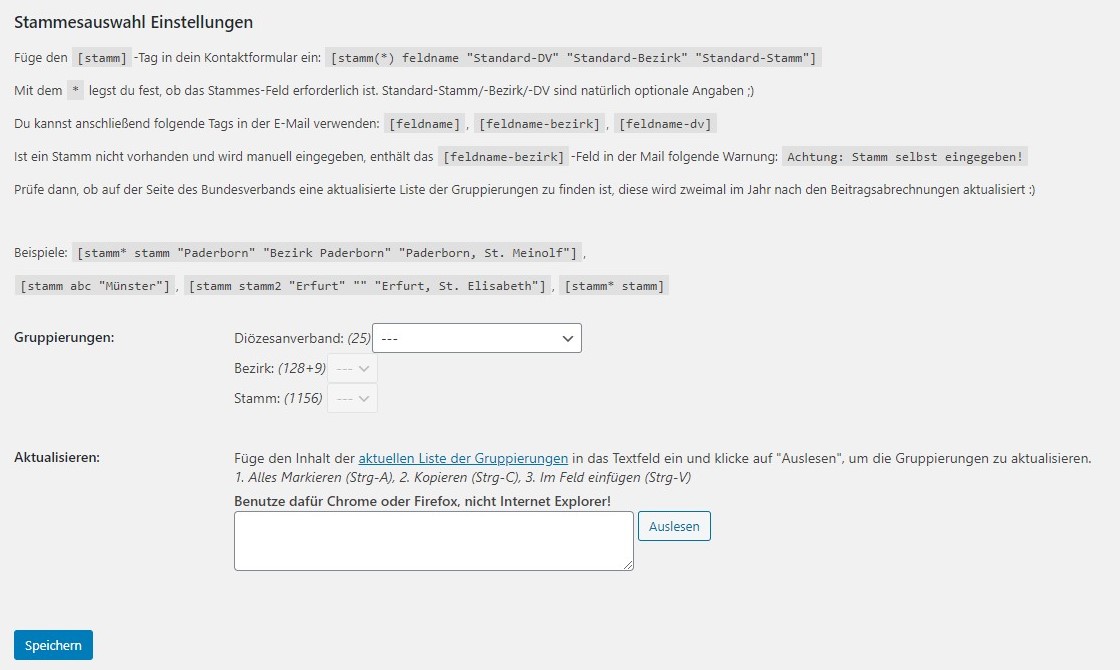 Stammesauswahl Einstellungen
Füge den [stamm] -Tag in dein Kontaktformular ein: [stamm(*) feldname "Standard-DV" "Standard-Bezirk" "Standard-Stamm"]
Mit dem * legst du fest, ob das Stammes-Feld erforderlich ist. Standard-Stamm/-Bezirk/-DV sind natürlich optionale Angaben ;)
Du kannst anschließend folgende Tags in der E-Mail verwenden: [feldname] , [feldname-bezirk] , [feldname-dv]
Ist ein Stamm nicht vorhanden und wird manuell eingegeben, enthält das [feldname-bezirk] -Feld in der Mail folgende Warnung: Achtung: Stamm selbst eingegeben!
Prüfe dann, ob auf der Seite des Bundesverbands eine aktualisierte Liste der Gruppierungen zu finden ist, diese wird zweimal im Jahr nach den Beitragsabrechnungen aktualisiert :)
Beispiele: [stamm* stamm "Paderborn" "Bezirk Paderborn" "Paderborn, St. Meinolf"] ,
[stamm abc "Münster"] , [stamm stamm2 "Erfurt" "" "Erfurt, St. Elisabeth"] , [stamm* stamm]
Gruppierungen: Diözesanverband: (25) ---
Bezirk: (128+9) ---
Stamm: (1156) ---
Aktualisieren: Füge den Inhalt der aktuellen Liste der Gruppierungen in das Textfeld ein und klicke auf "Auslesen", um die Gruppierungen zu aktualisieren.
1. Alles Markieren (Strg-A), 2. Kopieren (Strg-C), 3. Im Feld einfügen (Strg-V)
Benutze dafür Chrome oder Firefox, nicht Internet Explorer!
Auslesen
Speichern